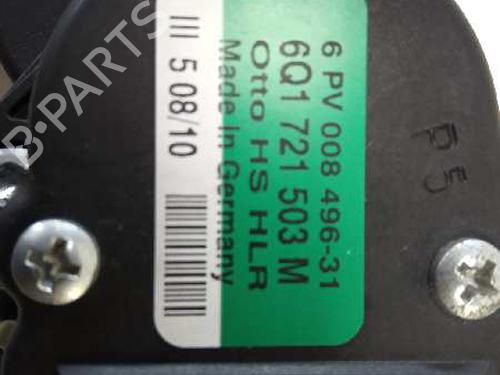 6 PV 008 496-31
6Q1 721 503 M
Otto HS HLR
Made in Germany
III 5 08/10
P5
B-PARTS